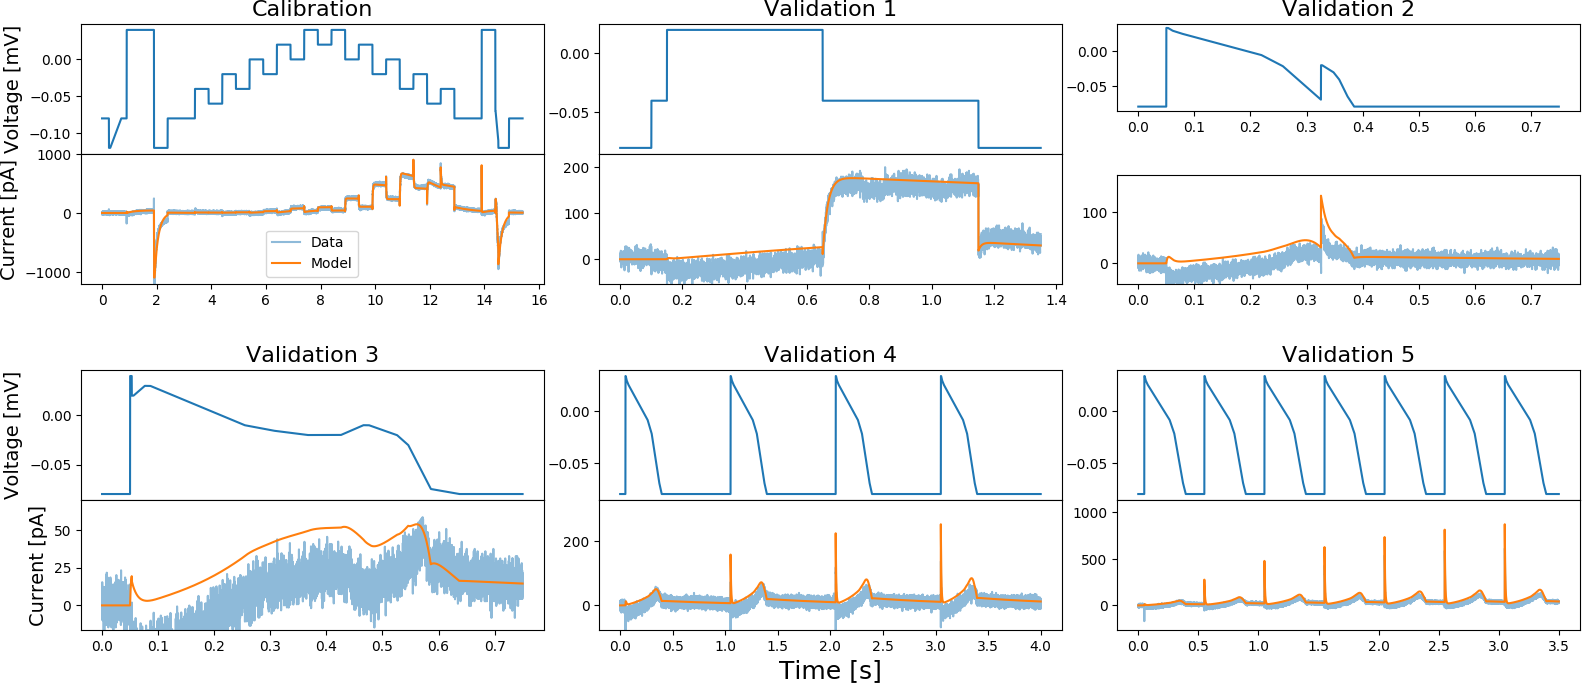 Calibration
Validation 1
Validation 2
Voltage [mV]
0.00
−0.05
−0.10
0.00
−0.05
0.00
−0.05
0.0 0.1 0.2 0.3 0.4 0.5 0.6 0.7
Current [pA]
1000
0
−1000
Data
Model
0 2 4 6 8 10 12 14 16
200
100
0
0.0 0.2 0.4 0.6 0.8 1.0 1.2 1.4
100
0
0.0 0.1 0.2 0.3 0.4 0.5 0.6 0.7
Validation 3
Validation 4
Validation 5
Voltage [mV]
0.00
−0.05
0.00
−0.05
0.00
−0.05
Current [pA]
50
25
0
0.0 0.1 0.2 0.3 0.4 0.5 0.6 0.7
200
0
0.0 0.5 1.0 1.5 2.0 2.5 3.0 3.5 4.0
1000
500
0
0.0 0.5 1.0 1.5 2.0 2.5 3.0 3.5
Time [s]